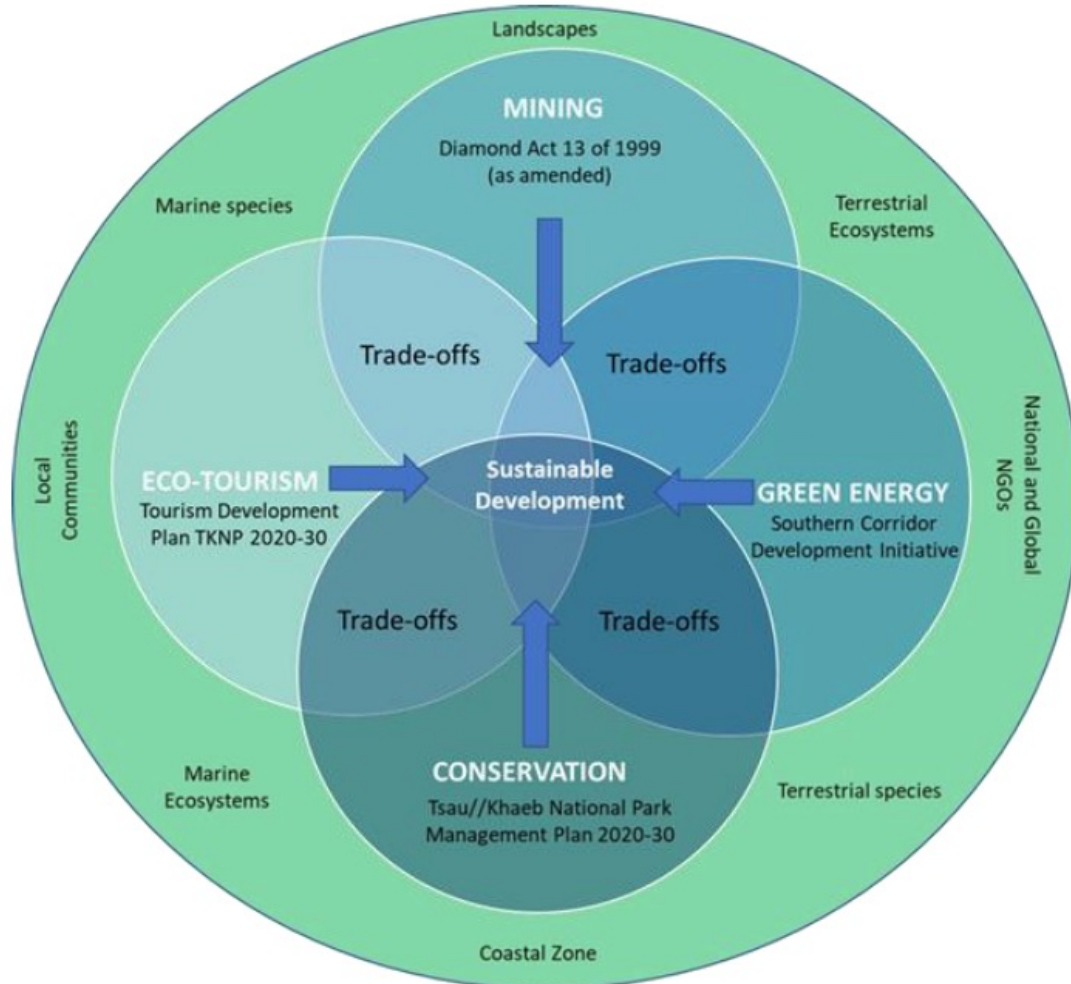 Landscapes
MINING
Diamond Act 13 of 1999
(as amended)
Marine species
Terrestrial
Ecosystems
Trade-offs
Trade-offs
Local
Communities
National and Global
NGOs
ECO-TOURISM
Tourism Development
Plan TKNP 2020-30
Sustainable
Development
GREEN ENERGY
Southern Corridor
Development Initiative
Trade-offs
Trade-offs
Marine
Ecosystems
CONSERVATION
Tsau//Khaeb National Park
Management Plan 2020-30
Terrestrial species
Coastal Zone